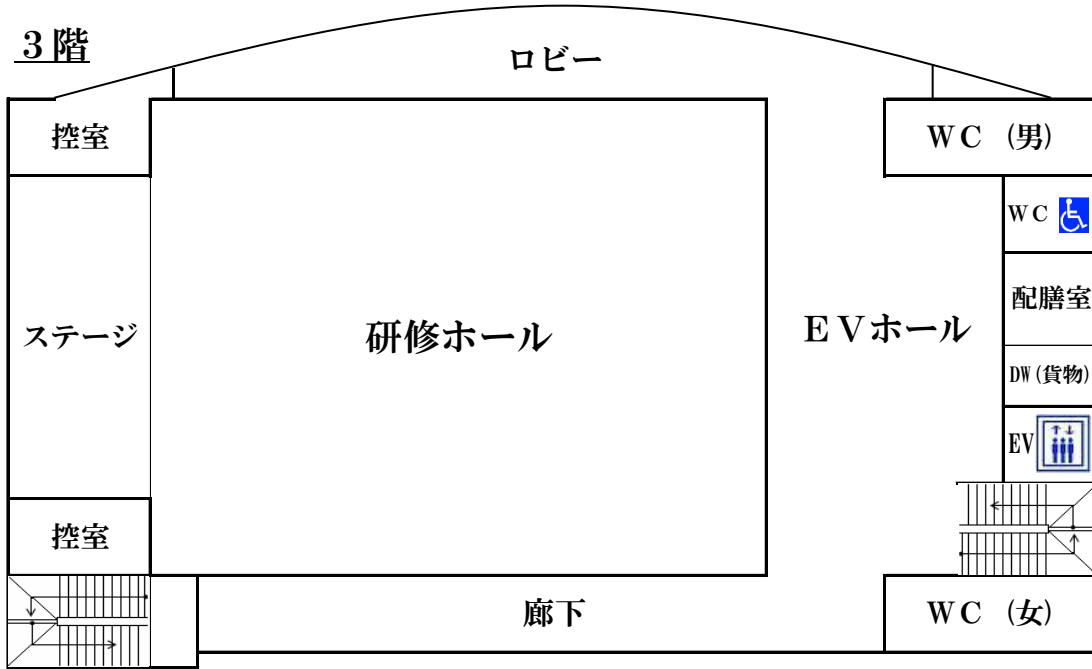 ３階
ロビー
控室
ＷＣ （男）
ＷＣ
配膳室
ステージ
研修ホール
ＥＶホール
DW（貨物）
EV
控室
廊下
ＷＣ （女）